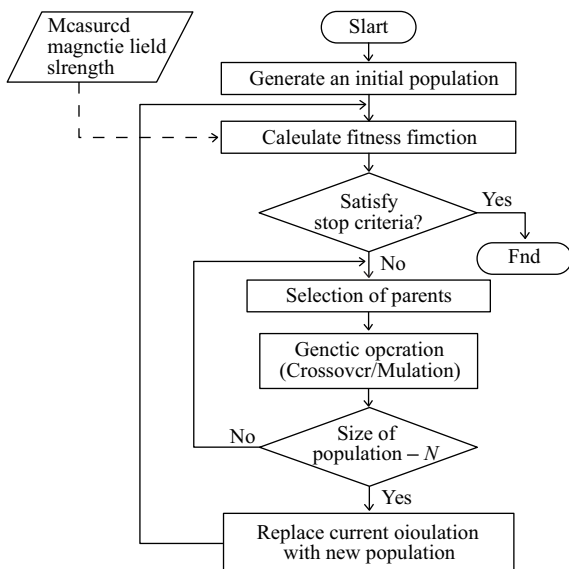 Mcasurcd
magnctie lield
slrength
Slart
Generate an initial population
Caleulate fitness fimction
Satisfy
stop criteria?
Yes
Fnd
No
Selection of parents
Genctic opcration
(Crossovcr/Mulation)
No
Size of
population – N
Yes
Replace current oioulation
with new population